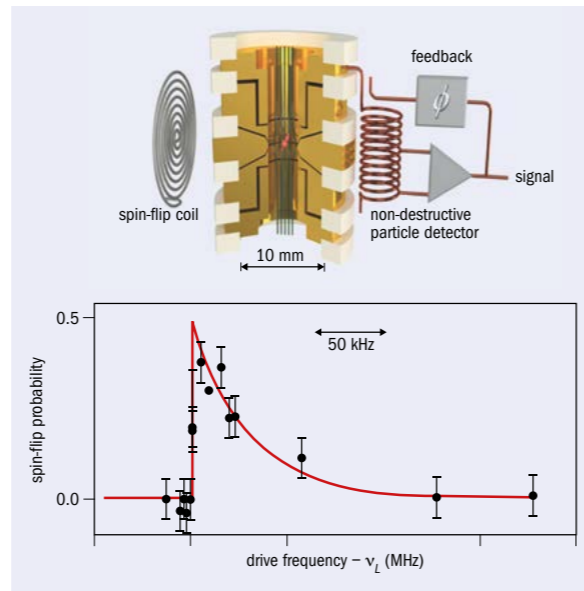 feedback
ϕ
signal
spin-flip coil
non-destructive
particle detector
10 mm
0.5
50 kHz
spin-flip probability
0.0
drive frequency – νL (MHz)